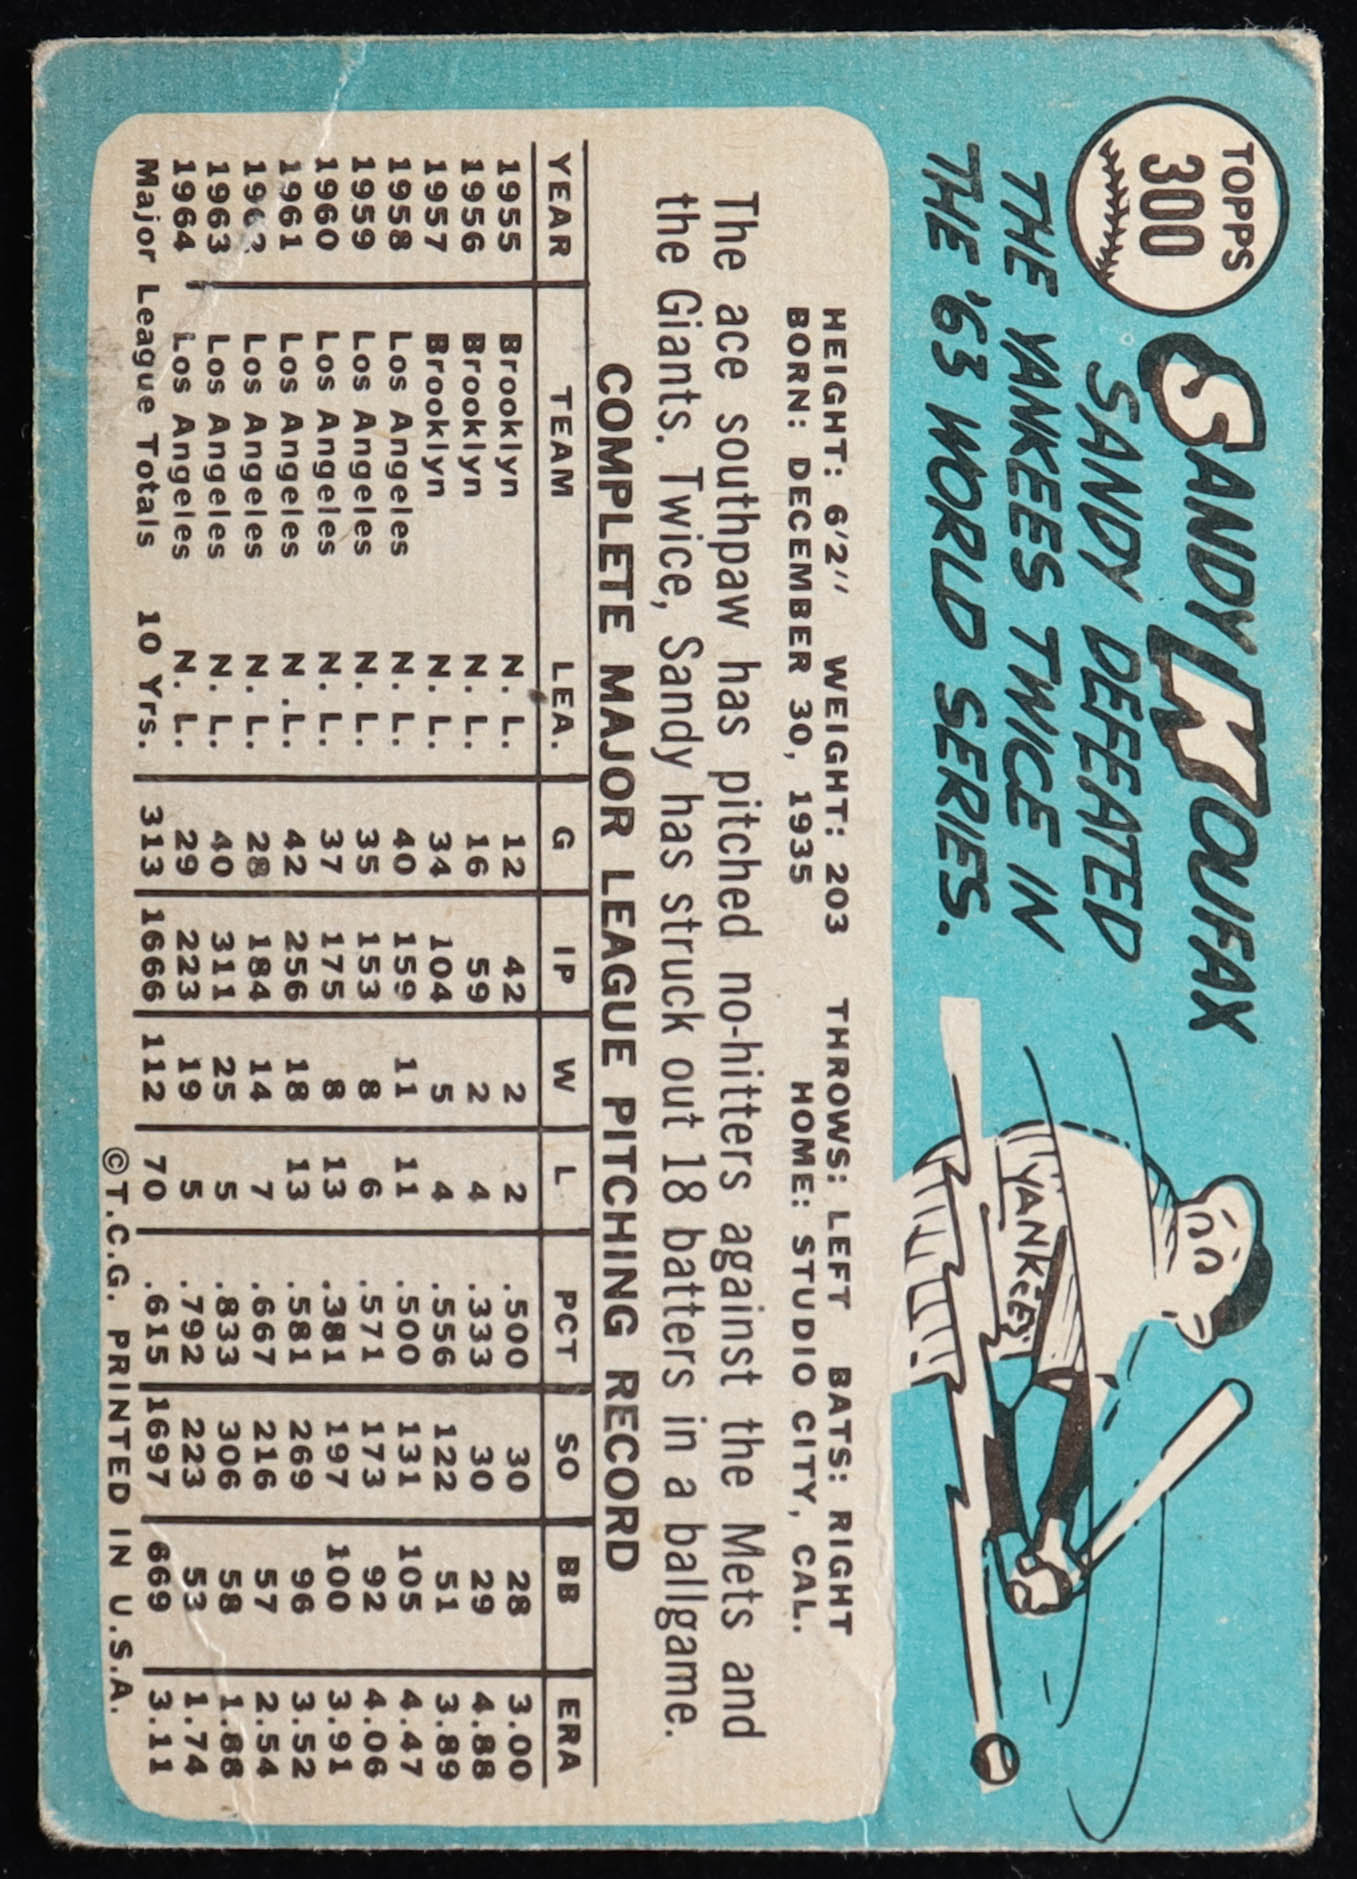 TOPPS
300
SANDY KOUFAX
SANDY DEFEATED
THE YANKEES TWICE IN
THE '63 WORLD SERIES.
YANKEES
HEIGHT: 6'2" WEIGHT: 203 THROWS: LEFT BATS: RIGHT
BORN: DECEMBER 30, 1935 HOME: STUDIO CITY, CAL.
The ace southpaw has pitched no-hitters against the Mets and
the Giants. Twice, Sandy has struck out 18 batters in a ballgame.
COMPLETE MAJOR LEAGUE PITCHING RECORD
YEAR TEAM LEA. G IP W L PCT SO BB ERA
1955 Brooklyn N. L. 12 42 2 2 .500 30 28 3.00
1956 Brooklyn N. L. 16 59 2 4 .333 30 29 4.88
1957 Brooklyn N. L. 34 104 5 4 .556 122 51 3.89
1958 Los Angeles N. L. 40 159 11 11 .500 131 105 4.47
1959 Los Angeles N. L. 35 153 8 6 .571 173 92 4.06
1960 Los Angeles N. L. 37 175 8 13 .381 197 100 3.91
1961 Los Angeles N .L. 42 256 18 13 .581 269 96 3.52
1962 Los Angeles N. L. 28 184 14 7 .667 216 57 2.54
1963 Los Angeles N. L. 40 311 25 5 .833 306 58 1.88
1964 Los Angeles N. L. 29 223 19 5 .792 223 53 1.74
Major League Totals 10 Yrs. 313 1666 112 70 .615 1697 669 3.11
©T.C.G. PRINTED IN U.S.A.